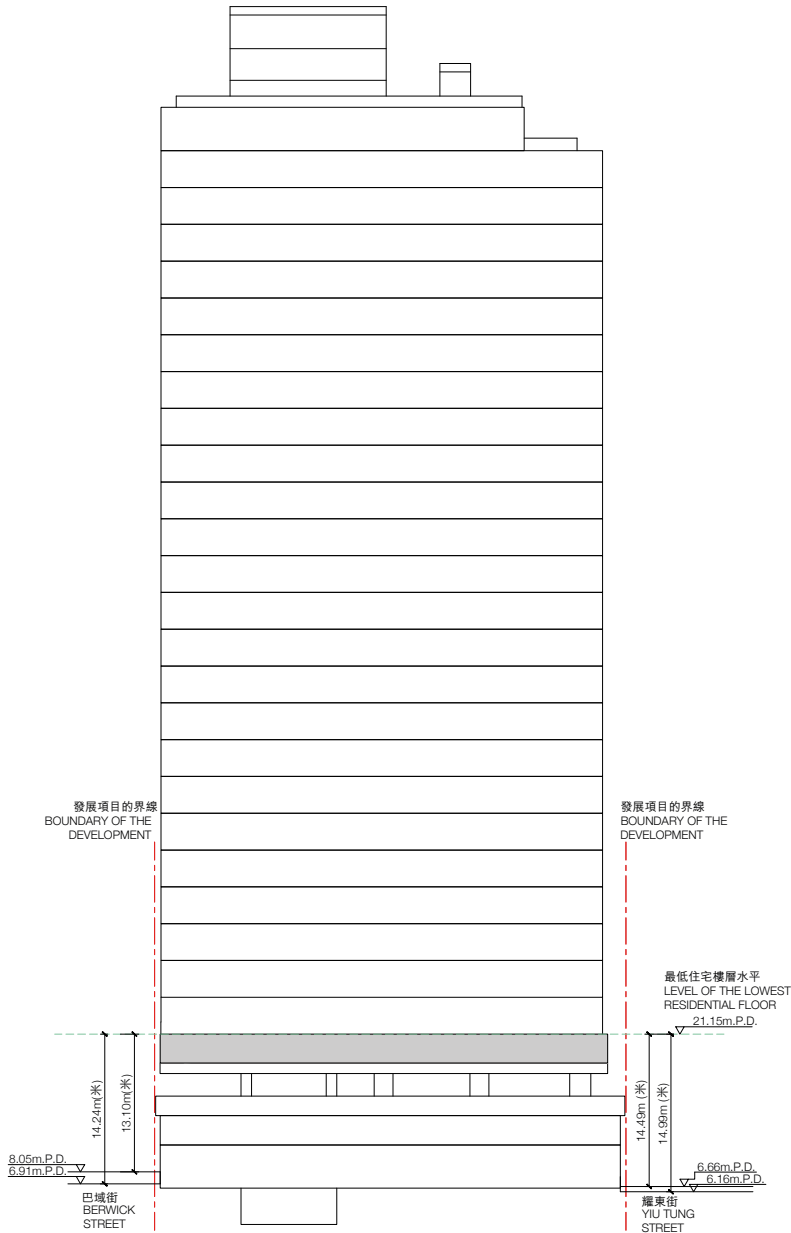 發展項目的界線
BOUNDARY OF THE
DEVELOPMENT
發展項目的界線
BOUNDARY OF THE
DEVELOPMENT
最低住宅樓層水平
LEVEL OF THE LOWEST
RESIDENTIAL FLOOR
21.15m.P.D.
14.24m(米)
13.10m(米)
14.49m (米)
14.99m (米)
8.05m.P.D.
6.91m.P.D.
巴域街
BERWICK
STREET
6.66m.P.D.
6.16m.P.D.
耀東街
YIU TUNG
STREET